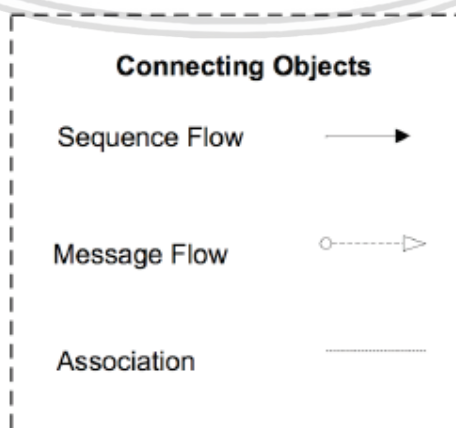 Connecting Objects
Sequence Flow
Message Flow
Association